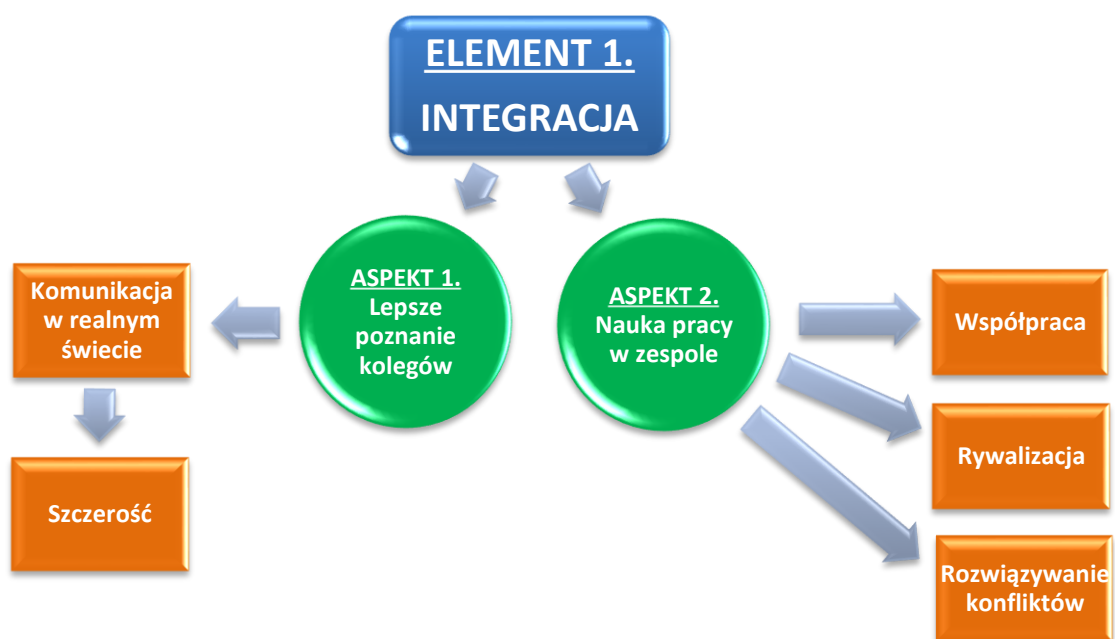 ELEMENT 1.
INTEGRACJA
ASPEKT 1.
Lepsze
poznanie
kolegów
ASPEKT 2.
Nauka pracy
w zespole
Komunikacja
w realnym
świecie
Szczerość
Współpraca
Rywalizacja
Rozwiązywanie
konfliktów